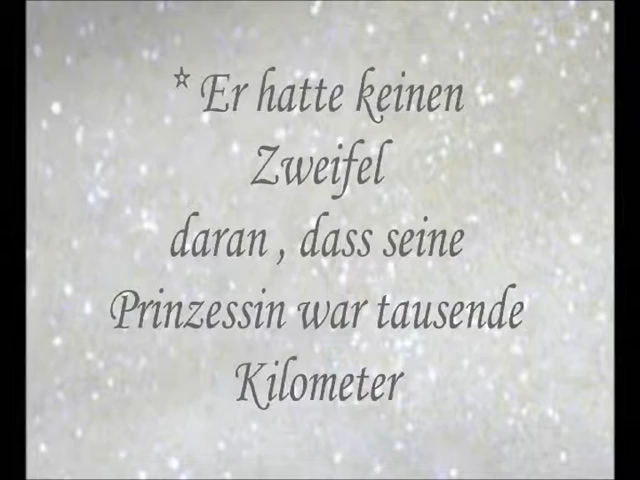 * Er hatte keinen
Zweifel
daran , dass seine
Prinzessin war tausende
Kilometer